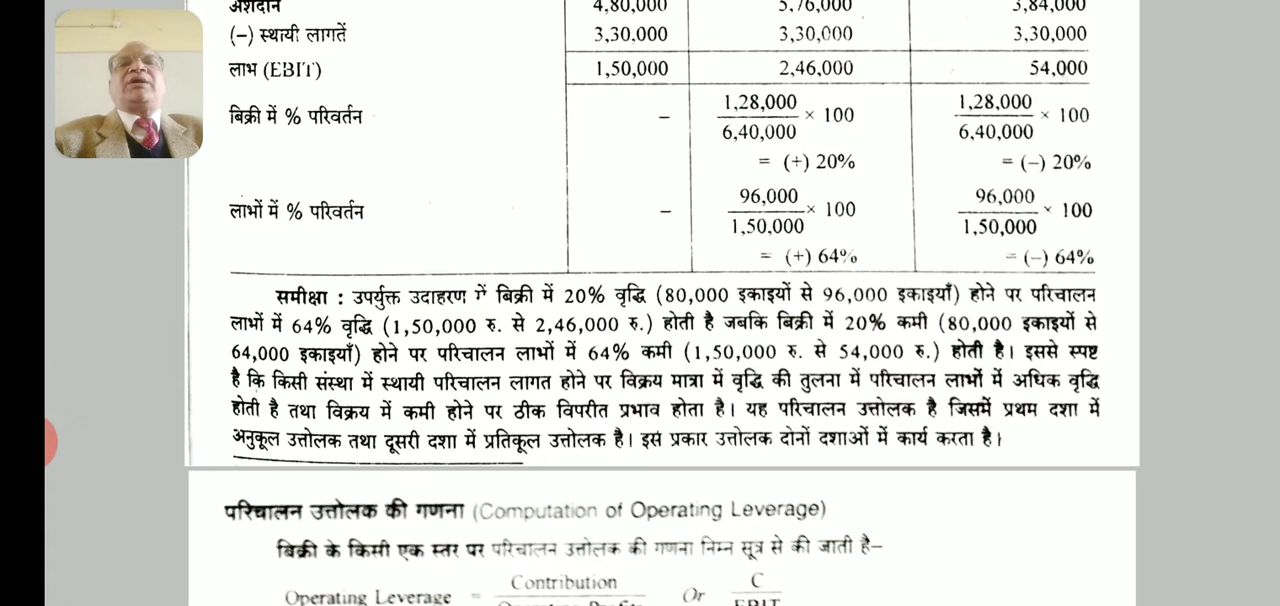 अंशदान 4,80,000 5,76,000 3,84,000
(–) स्थायी लागतें 3,30,000 3,30,000 3,30,000
लाभ (EBIT) 1,50,000 2,46,000 54,000
बिक्री में % परिवर्तन – 1,28,000 / 6,40,000 × 100 1,28,000 / 6,40,000 × 100
= (+) 20% = (–) 20%
लाभों में % परिवर्तन – 96,000 / 1,50,000 × 100 96,000 / 1,50,000 × 100
= (+) 64% = (–) 64%
समीक्षा : उपर्युक्त उदाहरण में बिक्री में 20% वृद्धि (80,000 इकाइयों से 96,000 इकाइयाँ) होने पर परिचालन
लाभों में 64% वृद्धि (1,50,000 रु. से 2,46,000 रु.) होती है जबकि बिक्री में 20% कमी (80,000 इकाइयों से
64,000 इकाइयाँ) होने पर परिचालन लाभों में 64% कमी (1,50,000 रु. से 54,000 रु.) होती है। इससे स्पष्ट
है कि किसी संस्था में स्थायी परिचालन लागत होने पर विक्रय मात्रा में वृद्धि की तुलना में परिचालन लाभों में अधिक वृद्धि
होती है तथा विक्रय में कमी होने पर ठीक विपरीत प्रभाव होता है। यह परिचालन उत्तोलक है जिसमें प्रथम दशा में
अनुकूल उत्तोलक तथा दूसरी दशा में प्रतिकूल उत्तोलक है। इस प्रकार उत्तोलक दोनों दशाओं में कार्य करता है।
परिचालन उत्तोलक की गणना (Computation of Operating Leverage)
बिक्री के किसी एक स्तर पर परिचालन उत्तोलक की गणना निम्न सूत्र से की जाती है–
Operating Leverage = Contribution Or C / EBIT